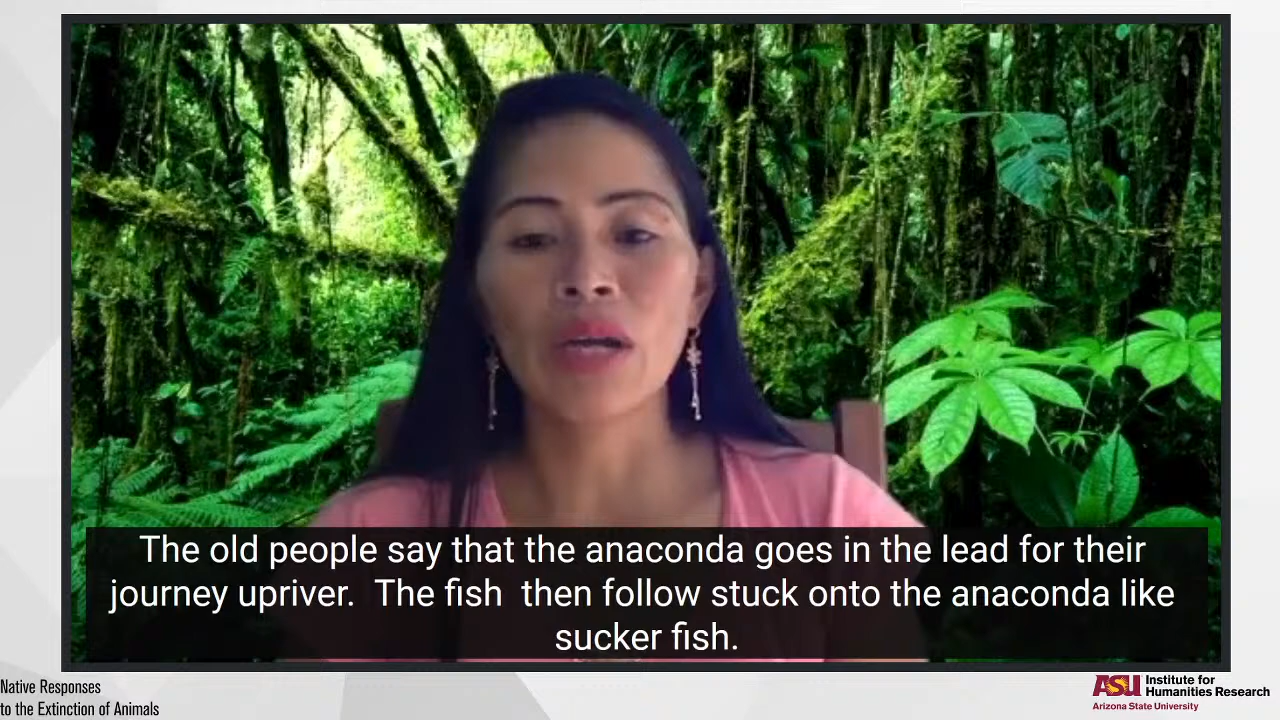 The old people say that the anaconda goes in the lead for their
journey upriver.  The fish  then follow stuck onto the anaconda like
sucker fish.
Native Responses
to the Extinction of Animals
ASU Institute for
Humanities Research
Arizona State University